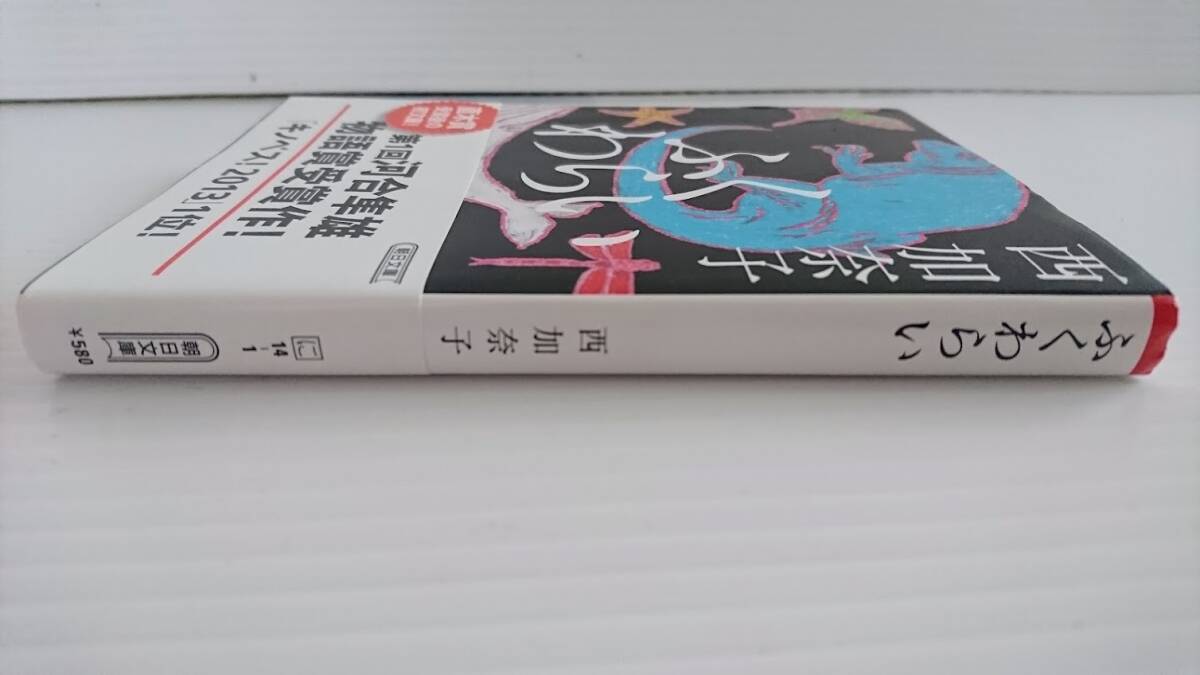 ふくわらい
西加奈子
第1回河合隼雄
物語賞受賞作!
「キノベス!2013」1位!
朝日文庫
ふくわらい
西加奈子
に
14-1
朝日文庫
¥580